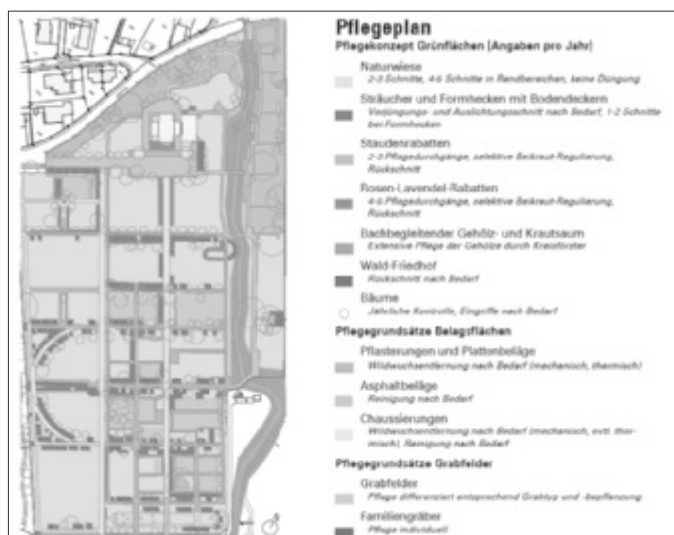 Pflegeplan
Pflegekonzept Grünflächen (Angaben pro Jahr)
Naturwiese
2-3 Schnitte, 4-6 Schnitte in Randbereichen, keine Düngung
Sträucher und Formhecken mit Bodendeckern
Verjüngungs- und Auslichtungsschnitt nach Bedarf, 1-2 Schnitte
bei Formhecken
Staudenrabatten
2-3 Pflegedurchgänge, selektive Beikraut-Regulierung,
Rückschnitt
Rosen-Lavendel-Rabatten
4-6 Pflegedurchgänge, selektive Beikraut-Regulierung,
Rückschnitt
Bachbegleitender Gehölz- und Krautsaum
Extensive Pflege der Gehölze durch Kreisförster
Wald-Friedhof
Rückschnitt nach Bedarf
Bäume
Jährliche Kontrolle, Eingriffe nach Bedarf
Pflegegrundsätze Belagsflächen
Pflasterungen und Plattenbeläge
Wildwuchsentfernung nach Bedarf (mechanisch, thermisch)
Asphaltbeläge
Reinigung nach Bedarf
Chaussierungen
Wildwuchsentfernung nach Bedarf (mechanisch, evtl. ther-
misch), Reinigung nach Bedarf
Pflegegrundsätze Grabfelder
Grabfelder
Pflege differenziert entsprechend Grabtyp und -bepflanzung
Familiengräber
Pflege individuell